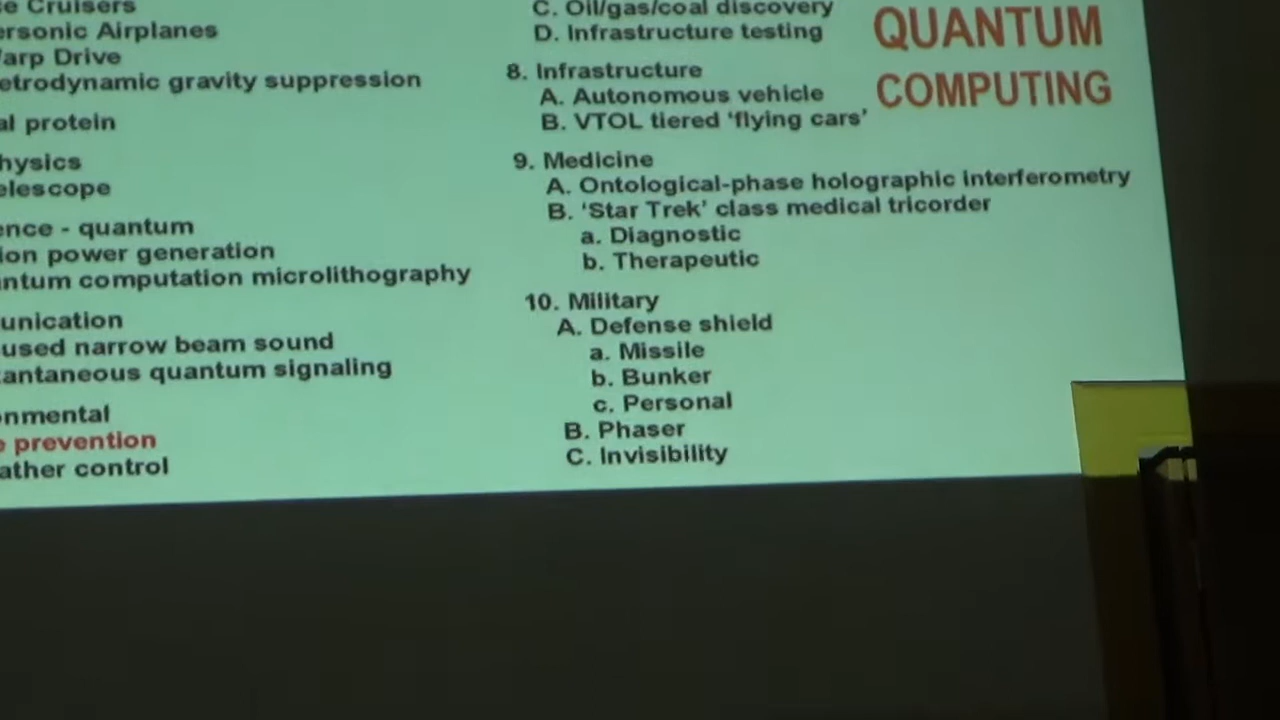 Cruisers
ersonic Airplanes
arp Drive
etrodynamic gravity suppression
al protein
hysics
elescope
ence - quantum
ion power generation
ntum computation microlithography
unication
used narrow beam sound
antaneous quantum signaling
onmental
prevention
ather control
C. Oil/gas/coal discovery
D. Infrastructure testing
8. Infrastructure
A. Autonomous vehicle
B. VTOL tiered ‘flying cars’
9. Medicine
A. Ontological-phase holographic interferometry
B. ‘Star Trek’ class medical tricorder
a. Diagnostic
b. Therapeutic
10. Military
A. Defense shield
a. Missile
b. Bunker
c. Personal
B. Phaser
C. Invisibility
QUANTUM
COMPUTING